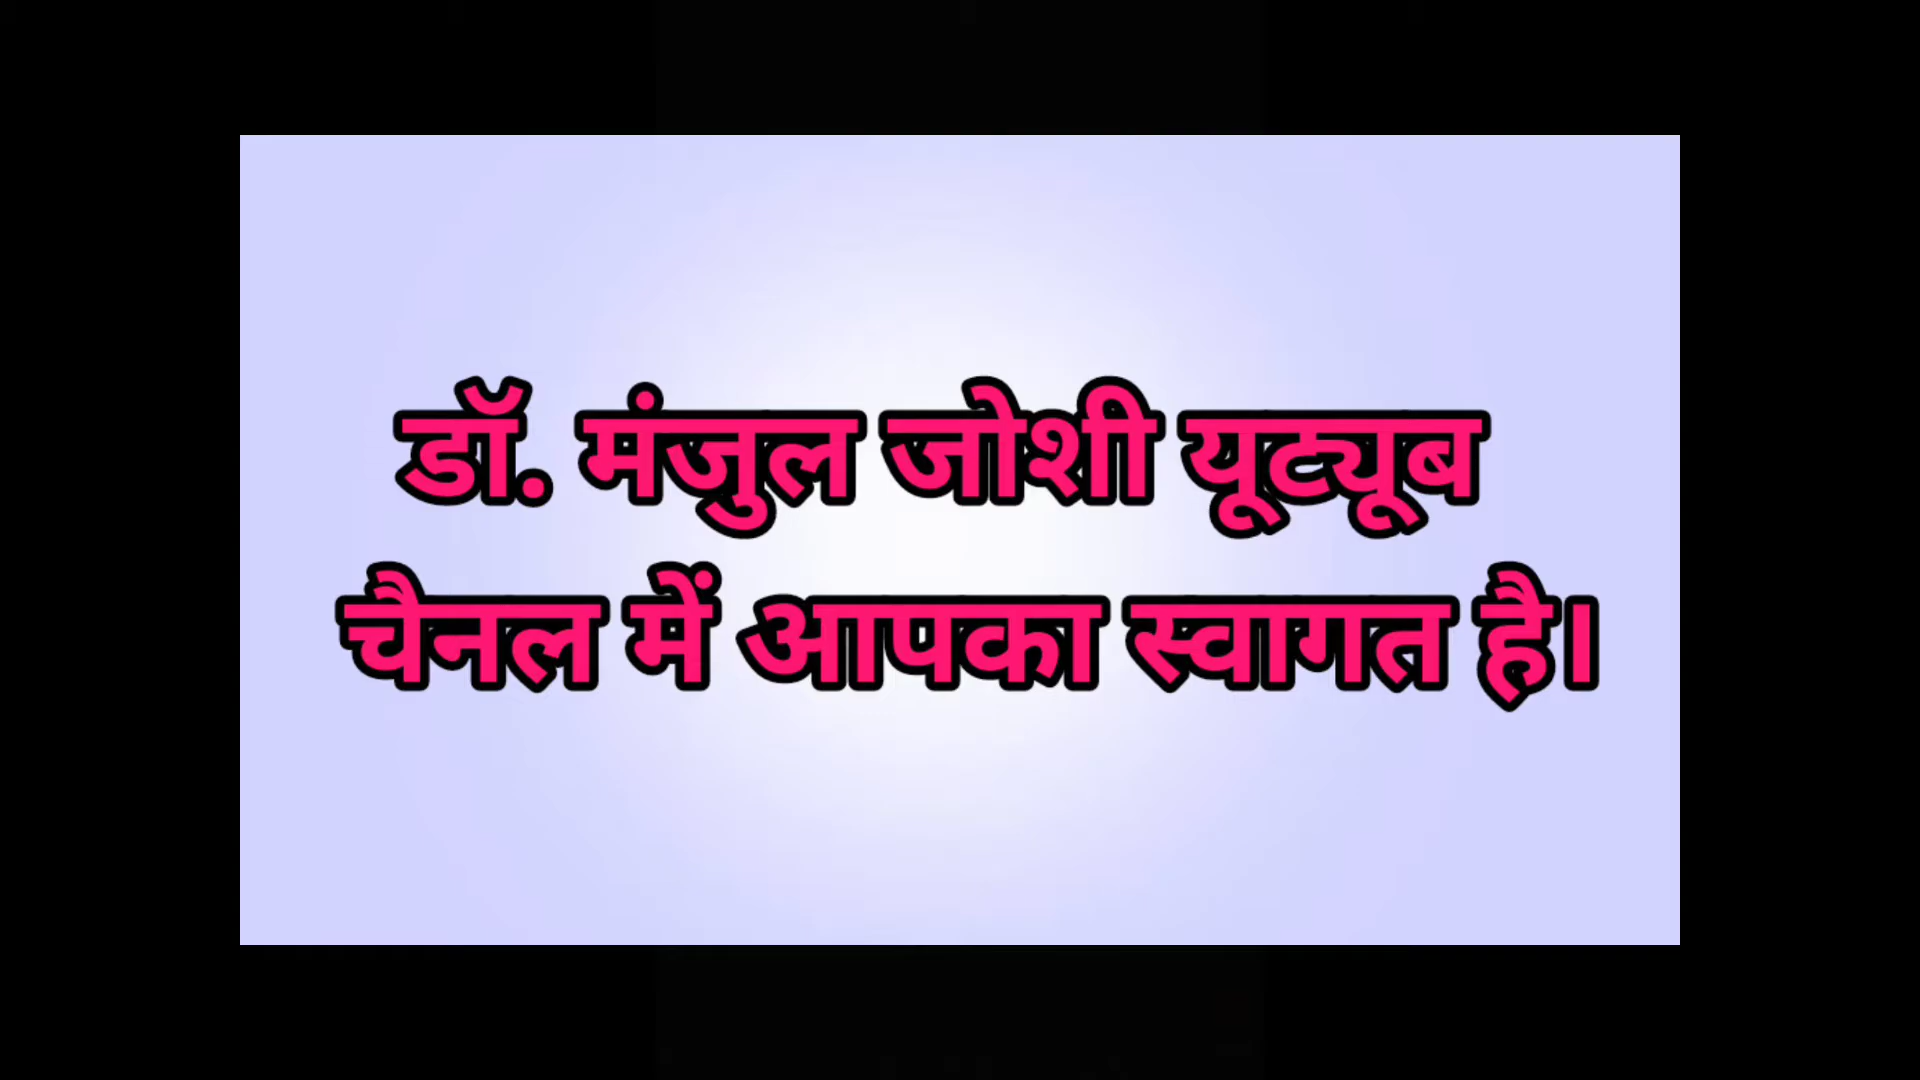 डॉ. मंजुल जोशी यूट्यूब
चैनल में आपका स्वागत है।